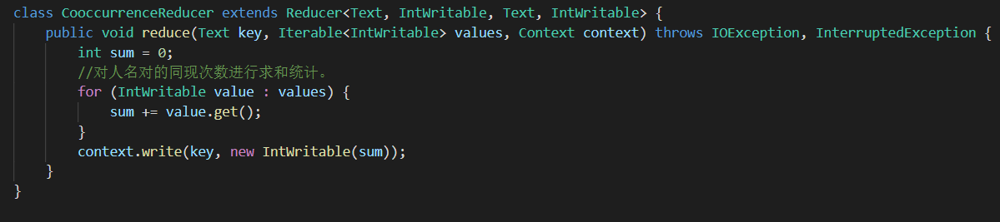 class CooccurrenceReducer extends Reducer<Text, IntWritable, Text, IntWritable> {
    public void reduce(Text key, Iterable<IntWritable> values, Context context) throws IOException, InterruptedException {
        int sum = 0;
        //对人名对的同现次数进行求和统计。
        for (IntWritable value : values) {
            sum += value.get();
        }
        context.write(key, new IntWritable(sum));
    }
}